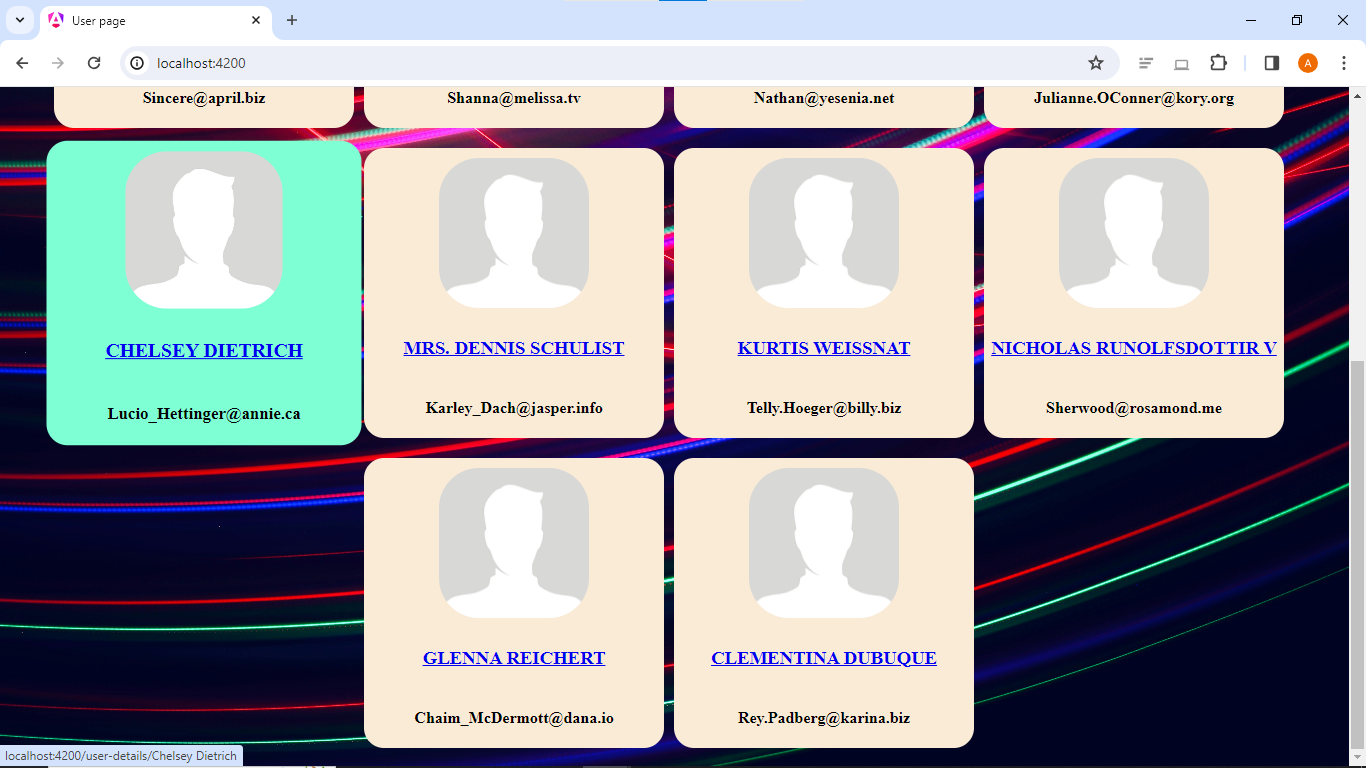 User page
localhost:4200
A
Sincere@april.biz
Shanna@melissa.tv
Nathan@yesenia.net
Julianne.OConner@kory.org
CHELSEY DIETRICH
MRS. DENNIS SCHULIST
KURTIS WEISSNAT
NICHOLAS RUNOLFSDOTTIR V
Lucio_Hettinger@annie.ca
Karley_Dach@jasper.info
Telly.Hoeger@billy.biz
Sherwood@rosamond.me
GLENNA REICHERT
CLEMENTINA DUBUQUE
Chaim_McDermott@dana.io
Rey.Padberg@karina.biz
localhost:4200/user-details/Chelsey Dietrich